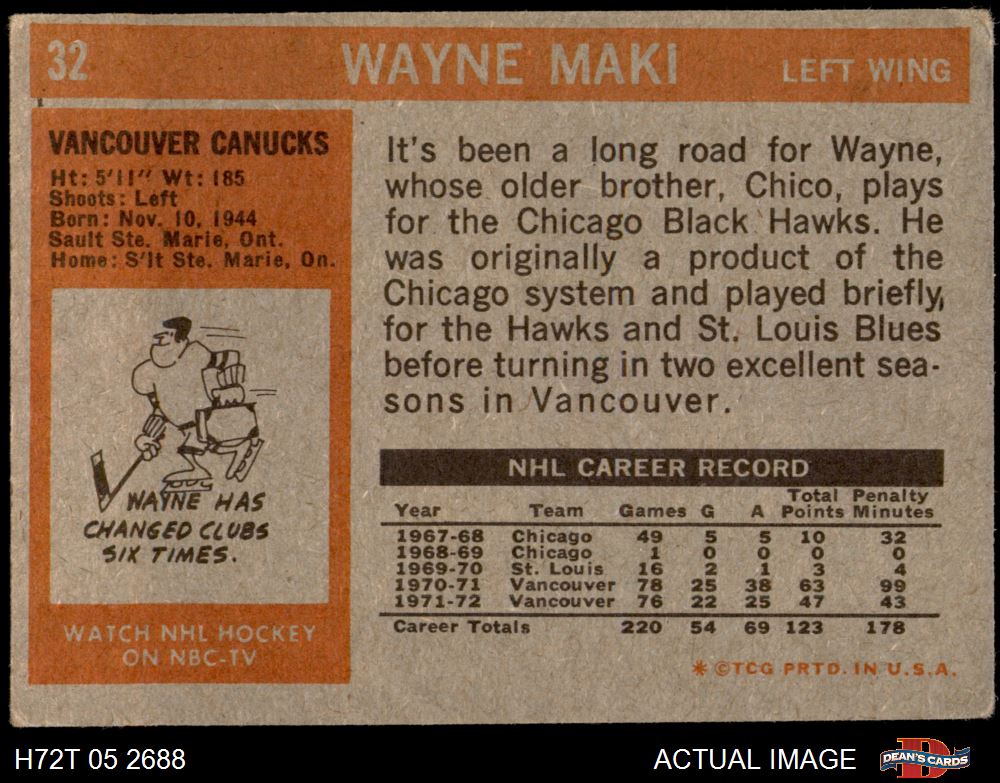 32
WAYNE MAKI
LEFT WING
VANCOUVER CANUCKS
Ht: 5'11" Wt: 185
Shoots: Left
Born: Nov. 10, 1944
Sault Ste. Marie, Ont.
Home: S'lt Ste. Marie, On.
WAYNE HAS
CHANGED CLUBS
SIX TIMES.
WATCH NHL HOCKEY
ON NBC-TV
It's been a long road for Wayne,
whose older brother, Chico, plays
for the Chicago Black Hawks. He
was originally a product of the
Chicago system and played briefly,
for the Hawks and St. Louis Blues
before turning in two excellent sea-
sons in Vancouver.
NHL CAREER RECORD
Year Team Games G A Total Points Penalty Minutes
1967-68 Chicago 49 5 5 10 32
1968-69 Chicago 1 0 0 0 0
1969-70 St. Louis 16 2 1 3 4
1970-71 Vancouver 78 25 38 63 99
1971-72 Vancouver 76 22 25 47 43
Career Totals 220 54 69 123 178
* ©TCG PRTD. IN U.S.A.
H72T 05 2688
ACTUAL IMAGE
DEAN'S CARDS